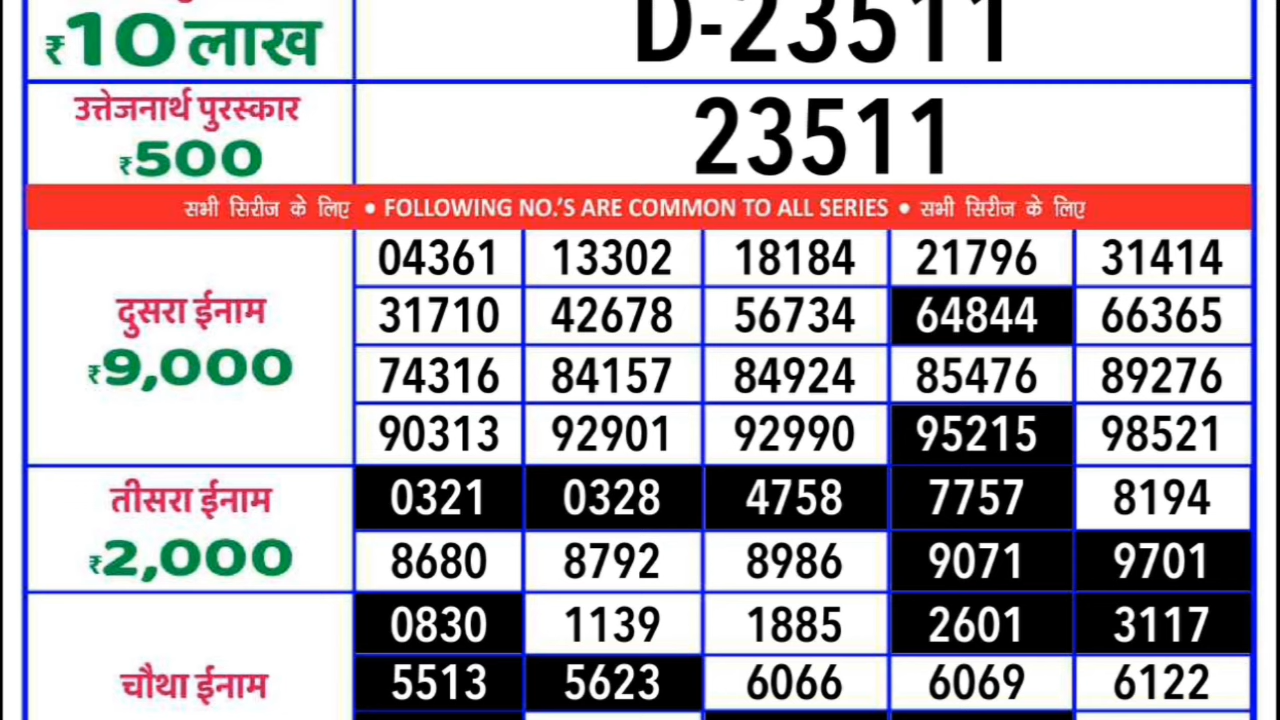 ₹10 लाख
D-23511
उत्तेजनार्थ पुरस्कार
₹500
23511
सभी सिरीज के लिए • FOLLOWING NO.'S ARE COMMON TO ALL SERIES • सभी सिरीज के लिए
दुसरा ईनाम
₹9,000
04361 13302 18184 21796 31414
31710 42678 56734 64844 66365
74316 84157 84924 85476 89276
90313 92901 92990 95215 98521
तीसरा ईनाम
₹2,000
0321 0328 4758 7757 8194
8680 8792 8986 9071 9701
चौथा ईनाम
0830 1139 1885 2601 3117
5513 5623 6066 6069 6122